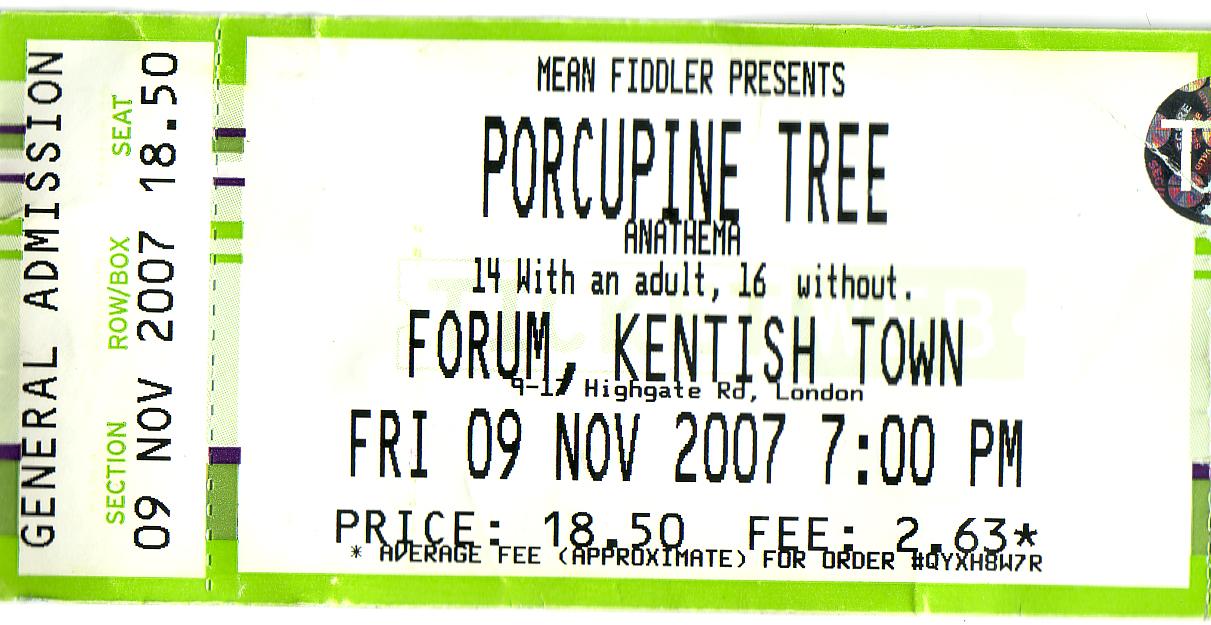 GENERAL ADMISSION
SECTION ROW/BOX SEAT
09 NOV 2007 18.50
MEAN FIDDLER PRESENTS
PORCUPINE TREE
ANATHEMA
14 With an adult, 16 without.
FORUM, KENTISH TOWN
9-17 Highgate Rd, London
FRI 09 NOV 2007 7:00 PM
PRICE: 18.50 FEE: 2.63*
* AVERAGE FEE (APPROXIMATE) FOR ORDER #QYXH8W7R
T